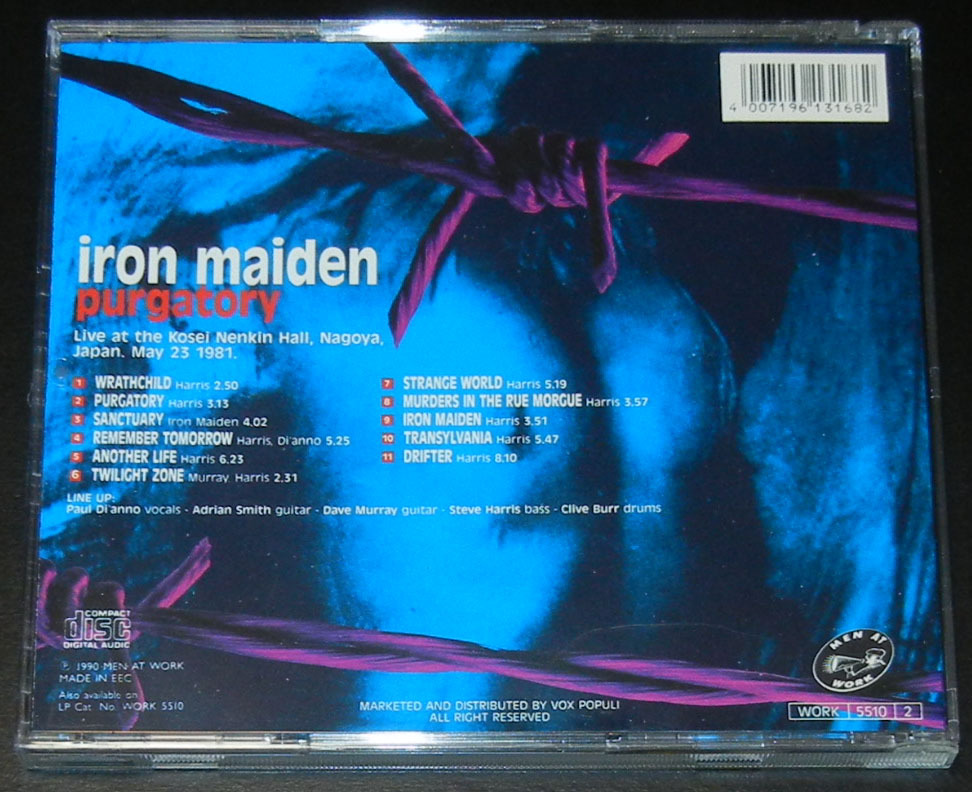 4 007196 131682
iron maiden
purgatory
Live at the Kosei Nenkin Hall, Nagoya,
Japan. May 23 1981.
1 WRATHCHILD Harris 2.50
2 PURGATORY Harris 3.13
3 SANCTUARY Iron Maiden 4.02
4 REMEMBER TOMORROW Harris, Di'anno 5.25
5 ANOTHER LIFE Harris 6.23
6 TWILIGHT ZONE Murray, Harris 2.31
7 STRANGE WORLD Harris 5.19
8 MURDERS IN THE RUE MORGUE Harris 3.57
9 IRON MAIDEN Harris 3.51
10 TRANSYLVANIA Harris 5.47
11 DRIFTER Harris 8.10
LINE UP:
Paul Di'anno vocals - Adrian Smith guitar - Dave Murray guitar - Steve Harris bass - Clive Burr drums
COMPACT
disc
DIGITAL AUDIO
℗ 1990 MEN AT WORK
MADE IN EEC
Also available on
LP Cat. No. WORK 5510
MARKETED AND DISTRIBUTED BY VOX POPULI
ALL RIGHT RESERVED
MEN AT
WORK
WORK 5510 2